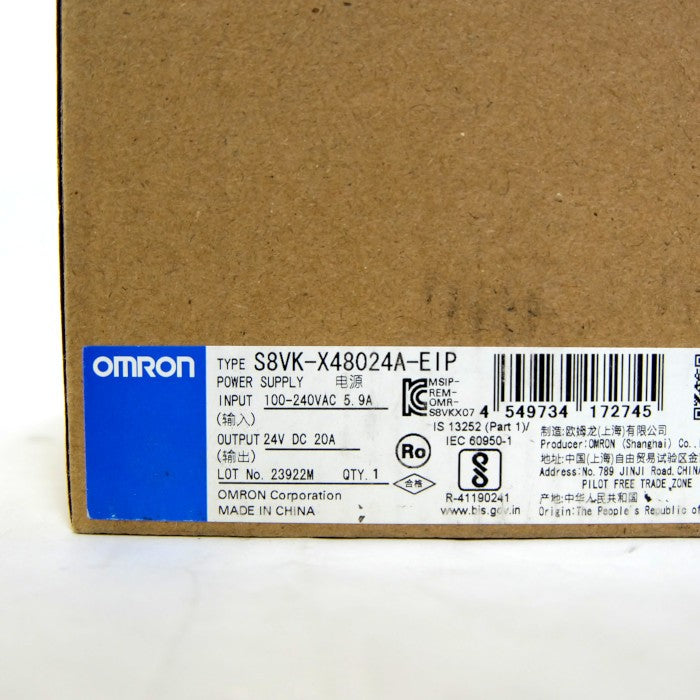 OMRON
TYPE S8VK-X48024A-EIP
POWER SUPPLY 电源
INPUT 100-240VAC 5.9A
(输入)
OUTPUT 24V DC 20A
(输出)
LOT No. 23922M QTY. 1
OMRON Corporation
MADE IN CHINA
MSIP-
REM-
OMR-
S8VKX07
4 549734 172745
Ro
合格
IS 13252 (Part 1)/
IEC 60950-1
R-41190241
www.bis.gov.in
制造:欧姆龙(上海)有限公司
Producer:OMRON (Shanghai) Co.,
地址:中国(上海)自由贸易试验区金
Address:No. 789 JINJI Road, CHINA
PILOT FREE TRADE ZONE
产地:中华人民共和国
Origin:The People's Republic of